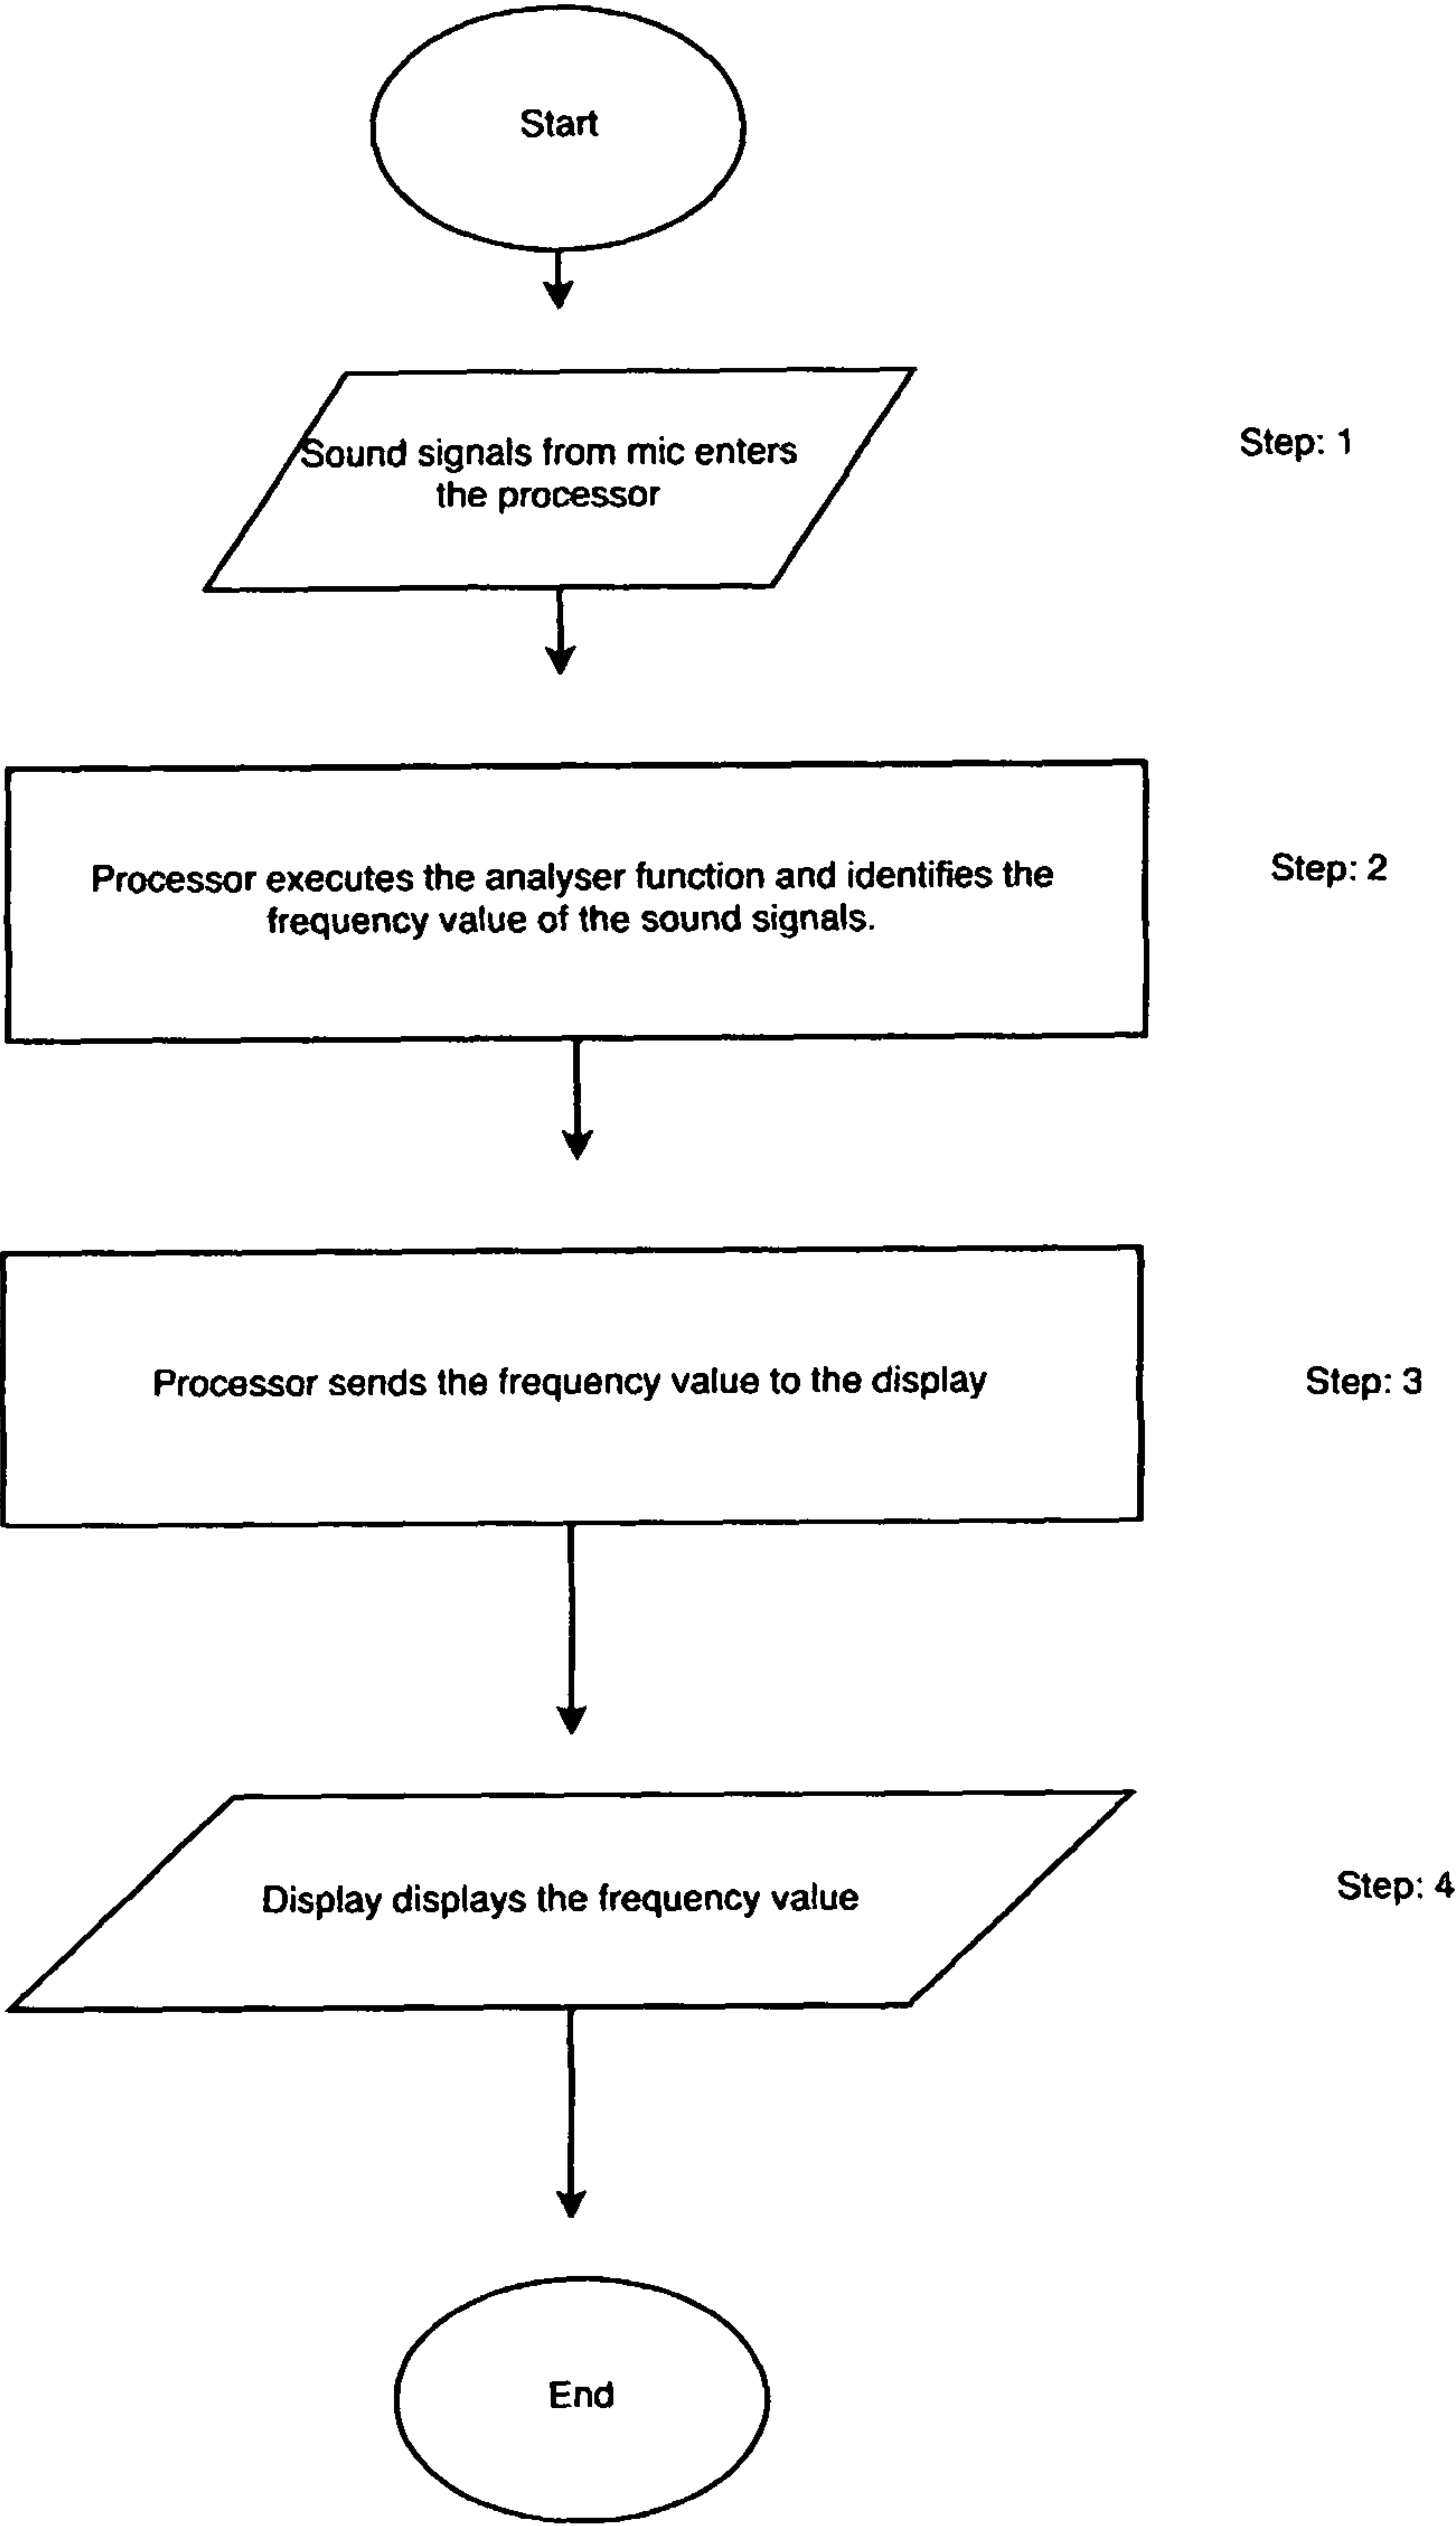 Start
Sound signals from mic enters
the processor
Step: 1
Processor executes the analyser function and identifies the
frequency value of the sound signals.
Step: 2
Processor sends the frequency value to the display
Step: 3
Display displays the frequency value
Step: 4
End